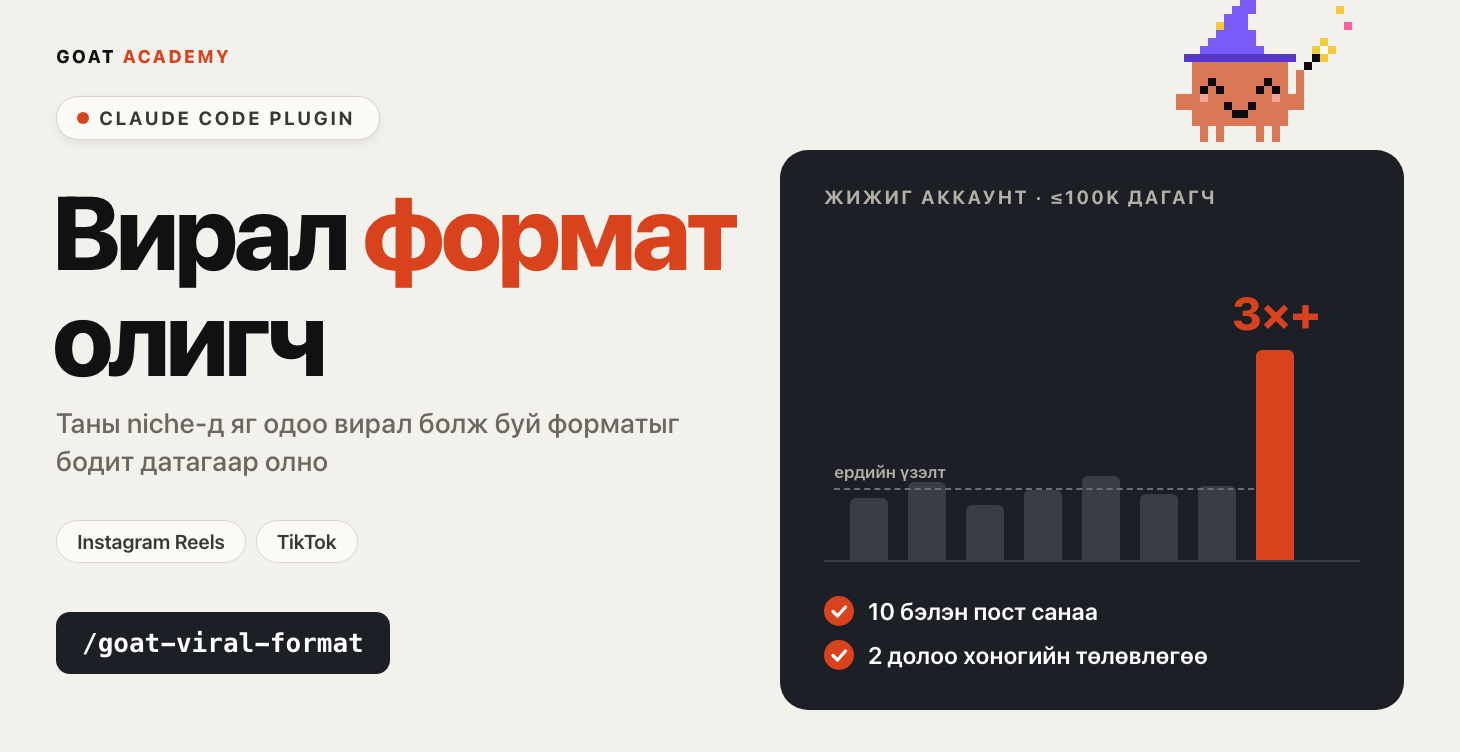 GOAT ACADEMY
CLAUDE CODE PLUGIN
Вирал формат
олигч
Таны niche-д яг одоо вирал болж буй форматыг
бодит датагаар олно
Instagram Reels
TikTok
/goat-viral-format
ЖИЖИГ АККАУНТ · ≤100K ДАГАГЧ
3×+
ердийн үзэлт
10 бэлэн пост санаа
2 долоо хоногийн төлөвлөгөө